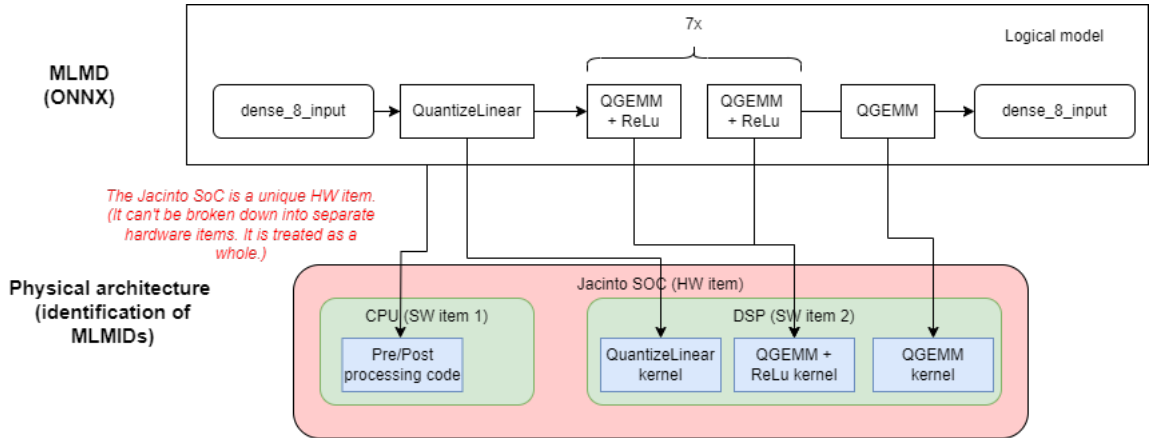 7x
Logical model
MLMD
(ONNX)
dense_8_input
QuantizeLinear
QGEMM
+ ReLu
QGEMM
+ ReLu
QGEMM
dense_8_input
The Jacinto SoC is a unique HW item.
(It can't be broken down into separate
hardware items. It is treated as a
whole.)
Physical architecture
(identification of
MLMIDs)
Jacinto SOC (HW item)
CPU (SW item 1)
Pre/Post
processing code
DSP (SW item 2)
QuantizeLinear
kernel
QGEMM +
ReLu kernel
QGEMM
kernel